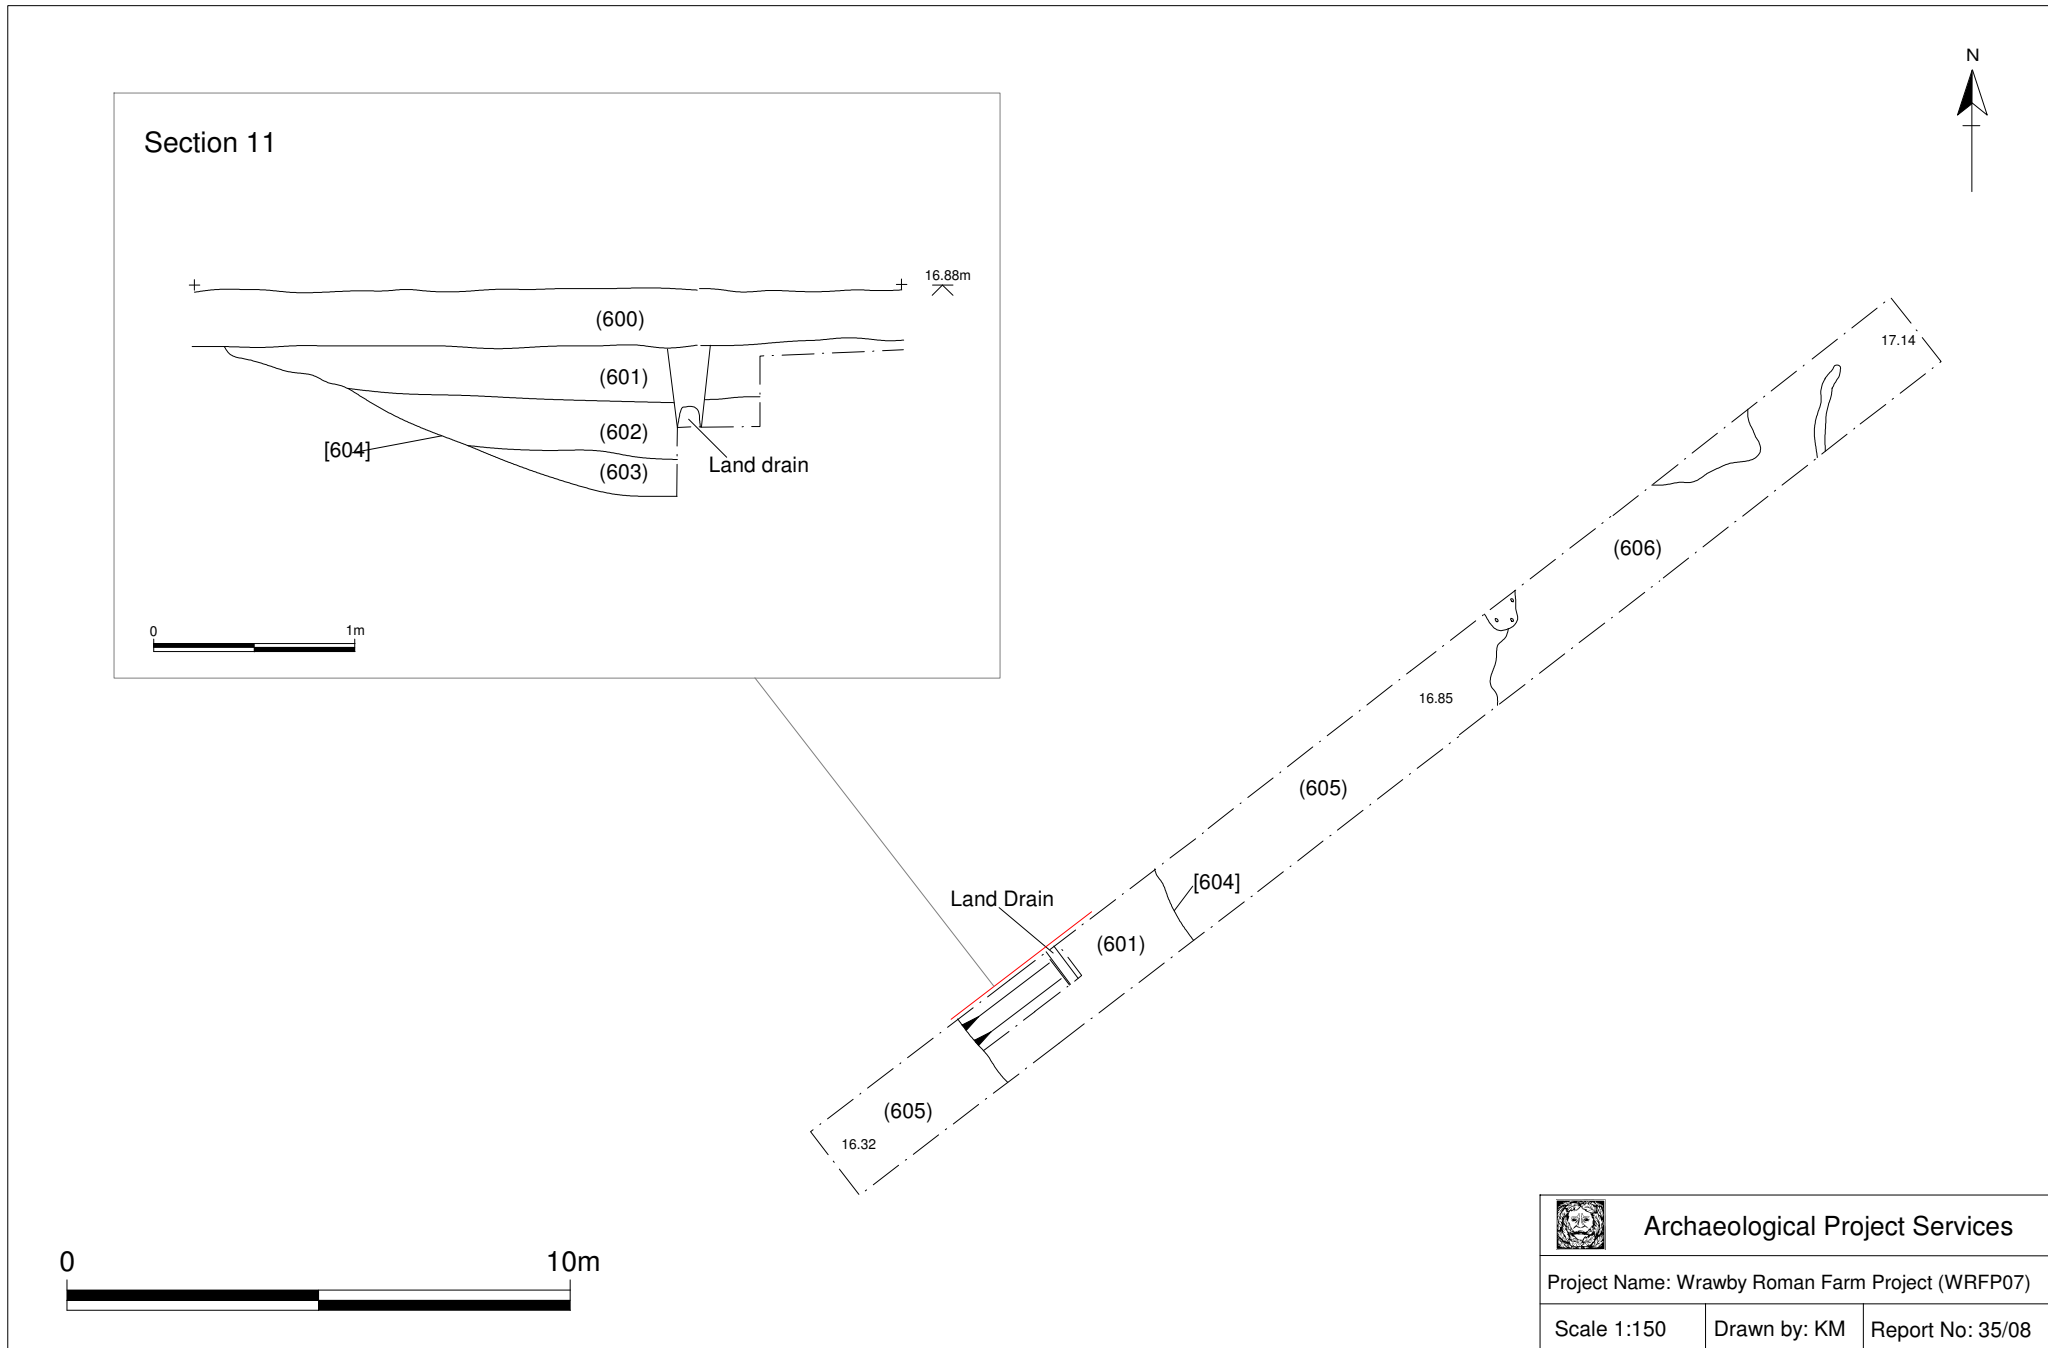 N
Section 11
16.88m
(600)
(601)
(602)
[604]
Land drain
(603)
0 1m
17.14
(606)
16.85
(605)
[604]
Land Drain
(601)
(605)
16.32
0 10m
Archaeological Project Services
Project Name: Wrawby Roman Farm Project (WRFP07)
Scale 1:150 Drawn by: KM Report No: 35/08